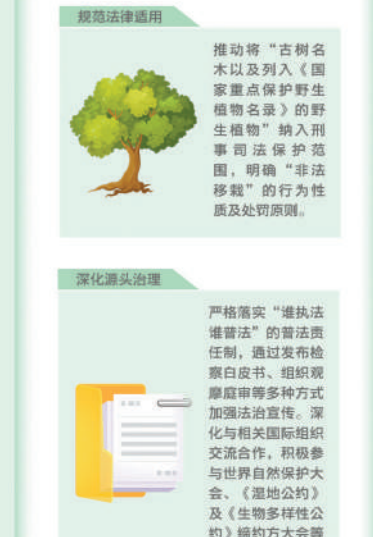 规范法律适用
推动将“古树名
木以及列入《国
家重点保护野生
植物名录》的野
生植物”纳入刑
事司法保护范
围，明确“非法
移栽”的行为性
质及处罚原则。
深化源头治理
严格落实“谁执法
谁普法”的普法责
任制，通过发布检
察白皮书、组织观
摩庭审等多种方式
加强法治宣传。深
化与相关国际组织
交流合作，积极参
与世界自然保护大
会、《湿地公约》
及《生物多样性公
约》缔约方大会等